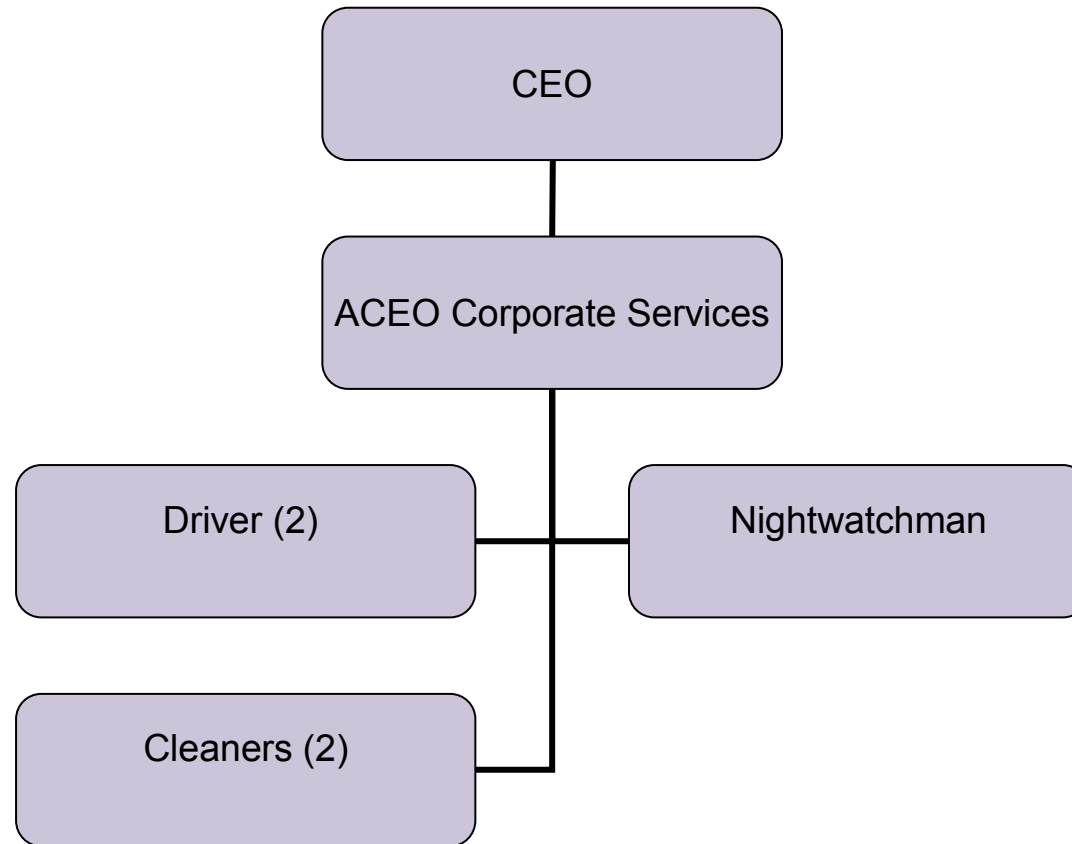 CEO
ACEO Corporate Services
Driver (2)
Nightwatchman
Cleaners (2)